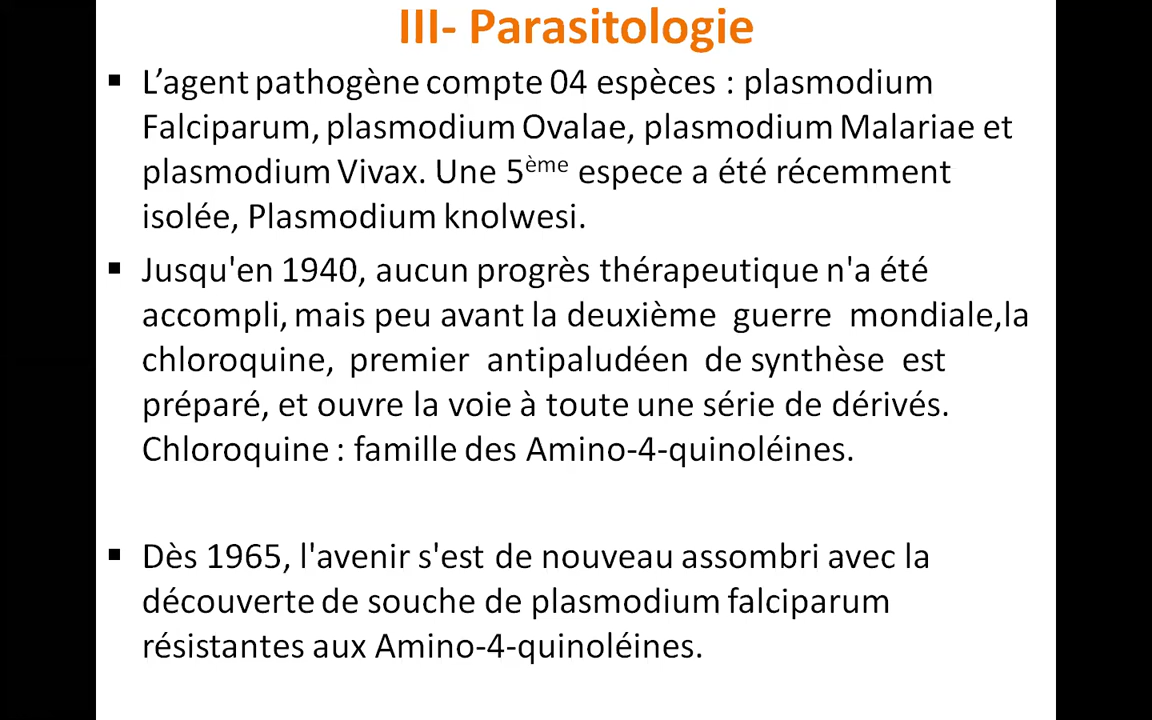 III- Parasitologie
▪ L’agent pathogène compte 04 espèces : plasmodium
Falciparum, plasmodium Ovalae, plasmodium Malariae et
plasmodium Vivax. Une 5ème espece a été récemment
isolée, Plasmodium knolwesi.
▪ Jusqu'en 1940, aucun progrès thérapeutique n'a été
accompli, mais peu avant la deuxième guerre mondiale,la
chloroquine, premier antipaludéen de synthèse est
préparé, et ouvre la voie à toute une série de dérivés.
Chloroquine : famille des Amino-4-quinoléines.
▪ Dès 1965, l'avenir s'est de nouveau assombri avec la
découverte de souche de plasmodium falciparum
résistantes aux Amino-4-quinoléines.